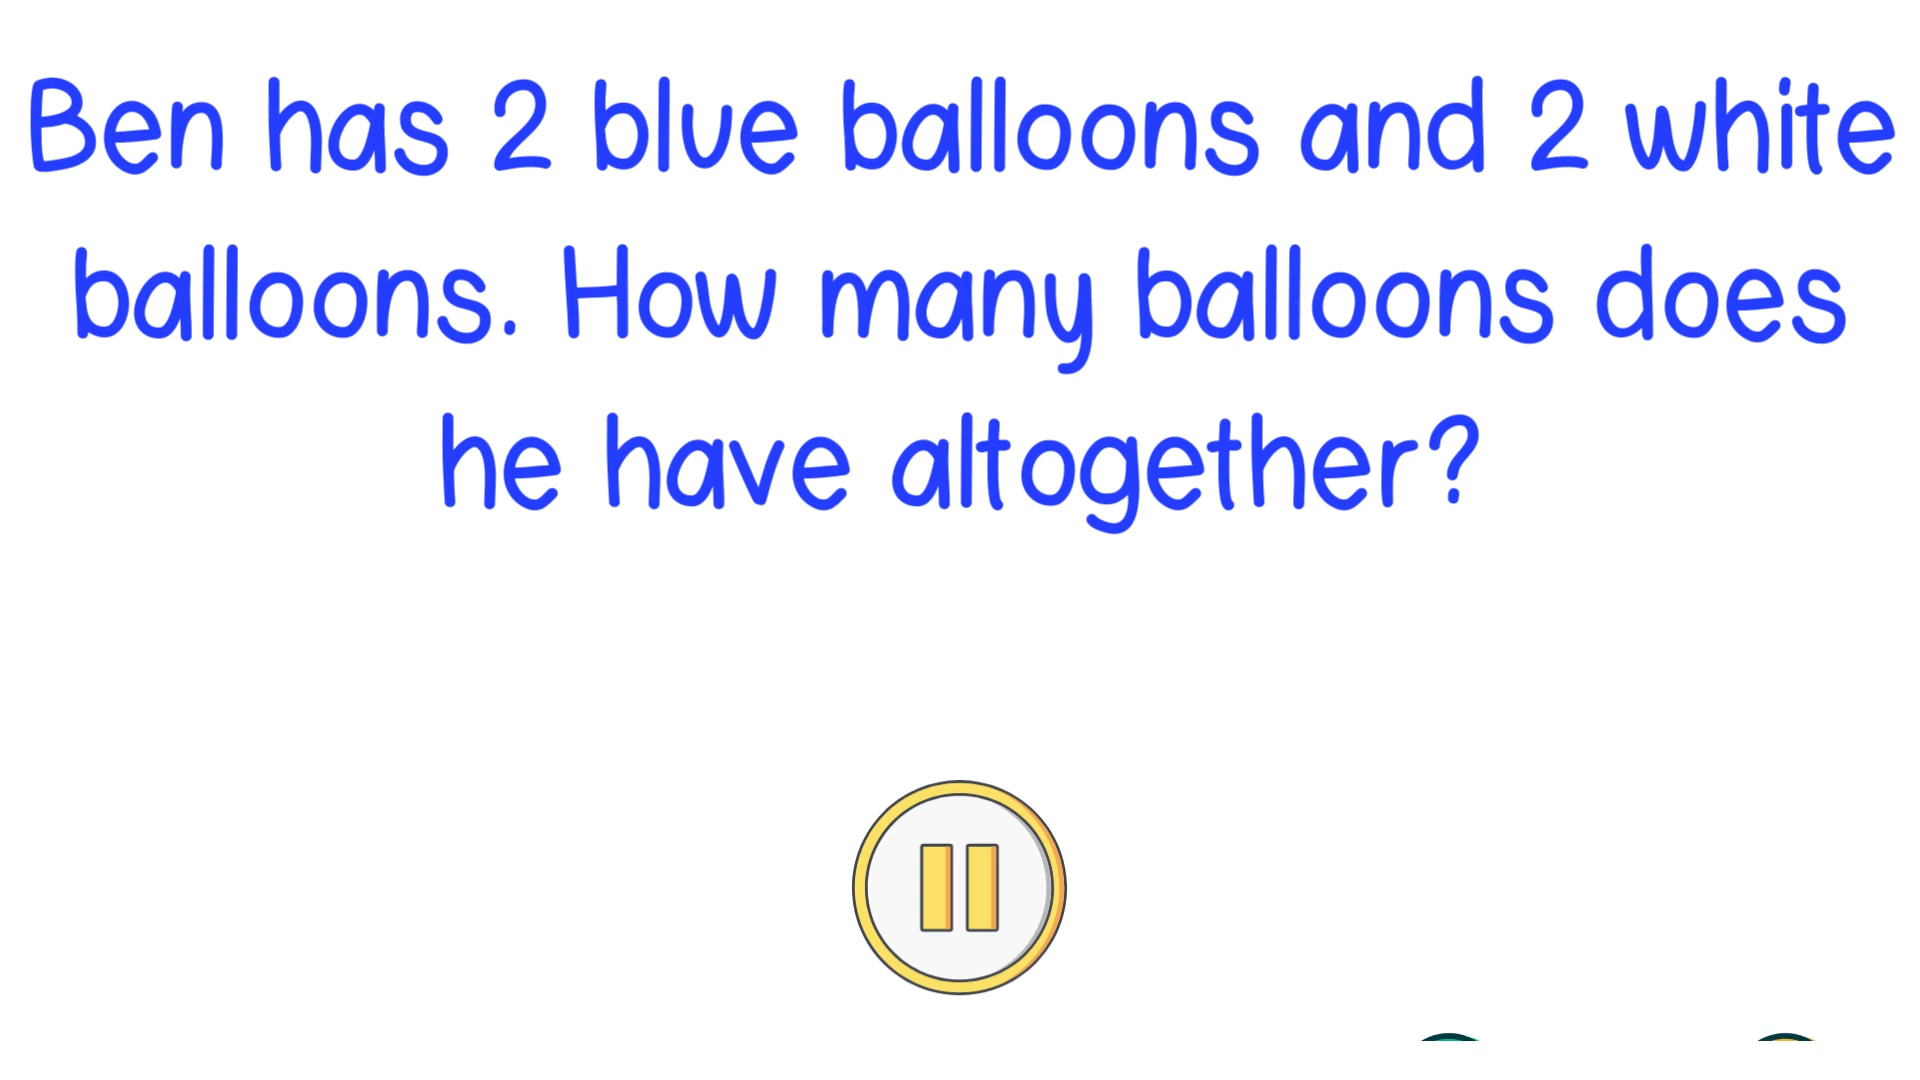 Ben has 2 blue balloons and 2 white
balloons. How many balloons does
he have altogether?